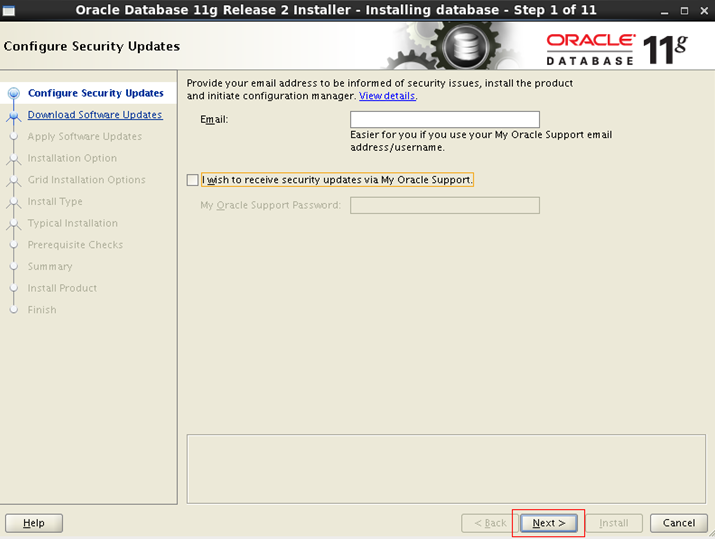 Oracle Database 11g Release 2 Installer - Installing database - Step 1 of 11
Configure Security Updates
ORACLE
DATABASE
11g
Configure Security Updates
Download Software Updates
Apply Software Updates
Installation Option
Grid Installation Options
Install Type
Typical Installation
Prerequisite Checks
Summary
Install Product
Finish
Provide your email address to be informed of security issues, install the product
and initiate configuration manager. View details.
Email:
Easier for you if you use your My Oracle Support email
address/username.
I wish to receive security updates via My Oracle Support.
My Oracle Support Password:
Help
< Back
Next >
Install
Cancel